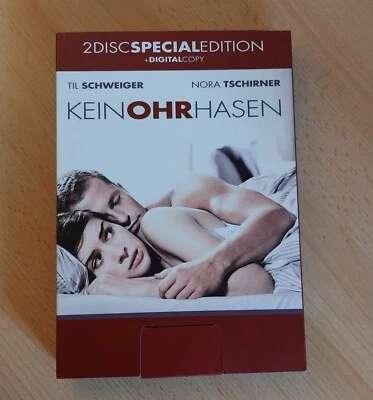 2DISCSPECIALEDITION
+DIGITALCOPY
TIL SCHWEIGER NORA TSCHIRNER
KEINOHRHASEN